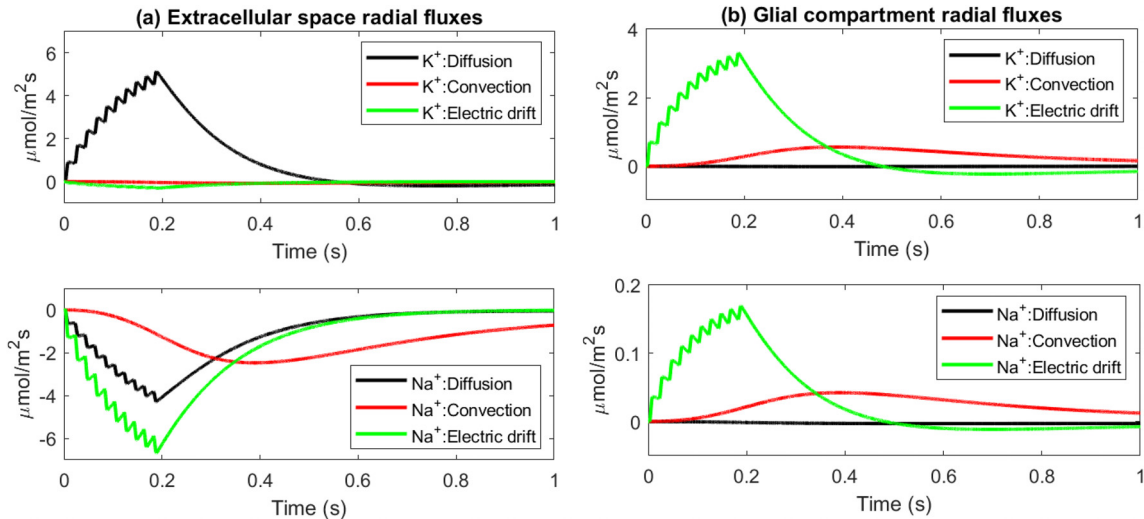 (a) Extracellular space radial fluxes
6
4
2
0
μmol/m²s
K⁺:Diffusion
K⁺:Convection
K⁺:Electric drift
0 0.2 0.4 0.6 0.8 1
Time (s)
(b) Glial compartment radial fluxes
4
2
0
μmol/m²s
K⁺:Diffusion
K⁺:Convection
K⁺:Electric drift
0 0.2 0.4 0.6 0.8 1
Time (s)
0
-2
-4
-6
μmol/m²s
Na⁺:Diffusion
Na⁺:Convection
Na⁺:Electric drift
0 0.2 0.4 0.6 0.8 1
Time (s)
0.2
0.1
0
μmol/m²s
Na⁺:Diffusion
Na⁺:Convection
Na⁺:Electric drift
0 0.2 0.4 0.6 0.8 1
Time (s)